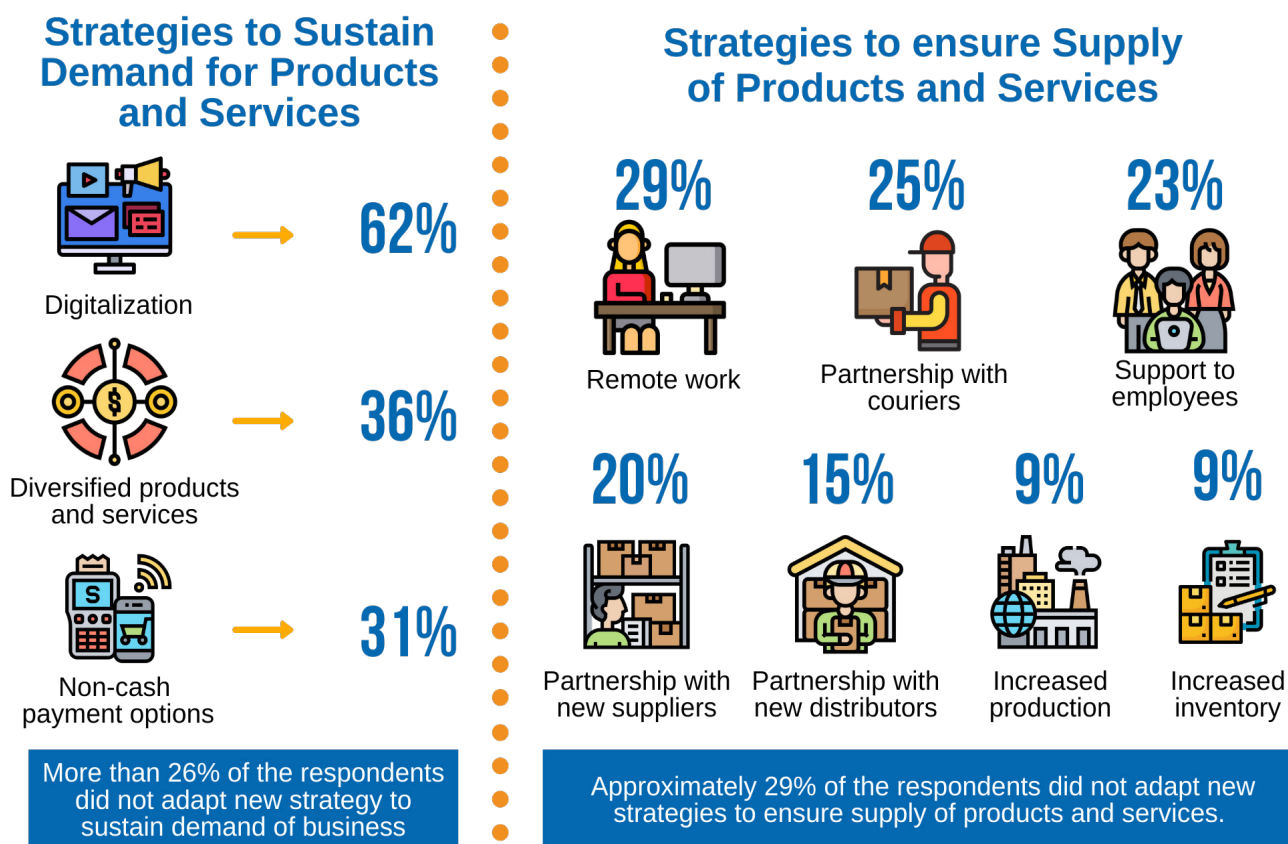 Strategies to Sustain
Demand for Products
and Services
62%
Digitalization
36%
Diversified products
and services
S
31%
Non-cash
payment options
More than 26% of the respondents
did not adapt new strategy to
sustain demand of business
Strategies to ensure Supply
of Products and Services
29%
Remote work
25%
Partnership with
couriers
23%
Support to
employees
20%
Partnership with
new suppliers
15%
Partnership with
new distributors
9%
Increased
production
9%
Increased
inventory
Approximately 29% of the respondents did not adapt new
strategies to ensure supply of products and services.